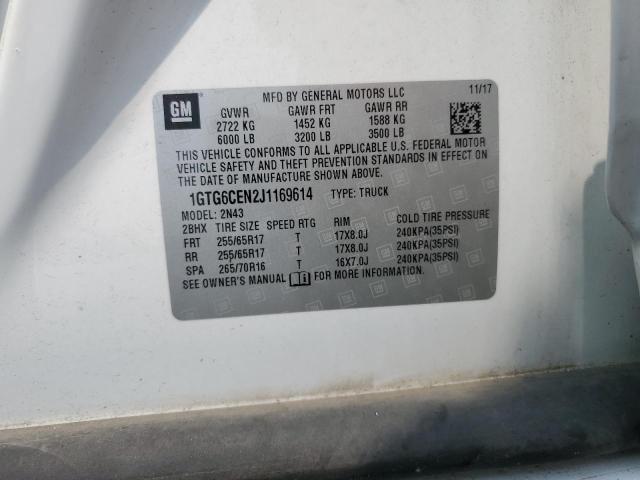 GM
MFD BY GENERAL MOTORS LLC 11/17
GVWR GAWR FRT GAWR RR
2722 KG 1452 KG 1588 KG
6000 LB 3200 LB 3500 LB
THIS VEHICLE CONFORMS TO ALL APPLICABLE U.S. FEDERAL MOTOR
VEHICLE SAFETY AND THEFT PREVENTION STANDARDS IN EFFECT ON
THE DATE OF MANUFACTURE SHOWN ABOVE.
1GTG6CEN2J1169614 TYPE: TRUCK
MODEL: 2N43
2BHX TIRE SIZE SPEED RTG RIM COLD TIRE PRESSURE
FRT 255/65R17 T 17X8.0J 240KPA(35PSI)
RR 255/65R17 T 17X8.0J 240KPA(35PSI)
SPA 265/70R16 T 16X7.0J 240KPA(35PSI)
SEE OWNER'S MANUAL FOR MORE INFORMATION.